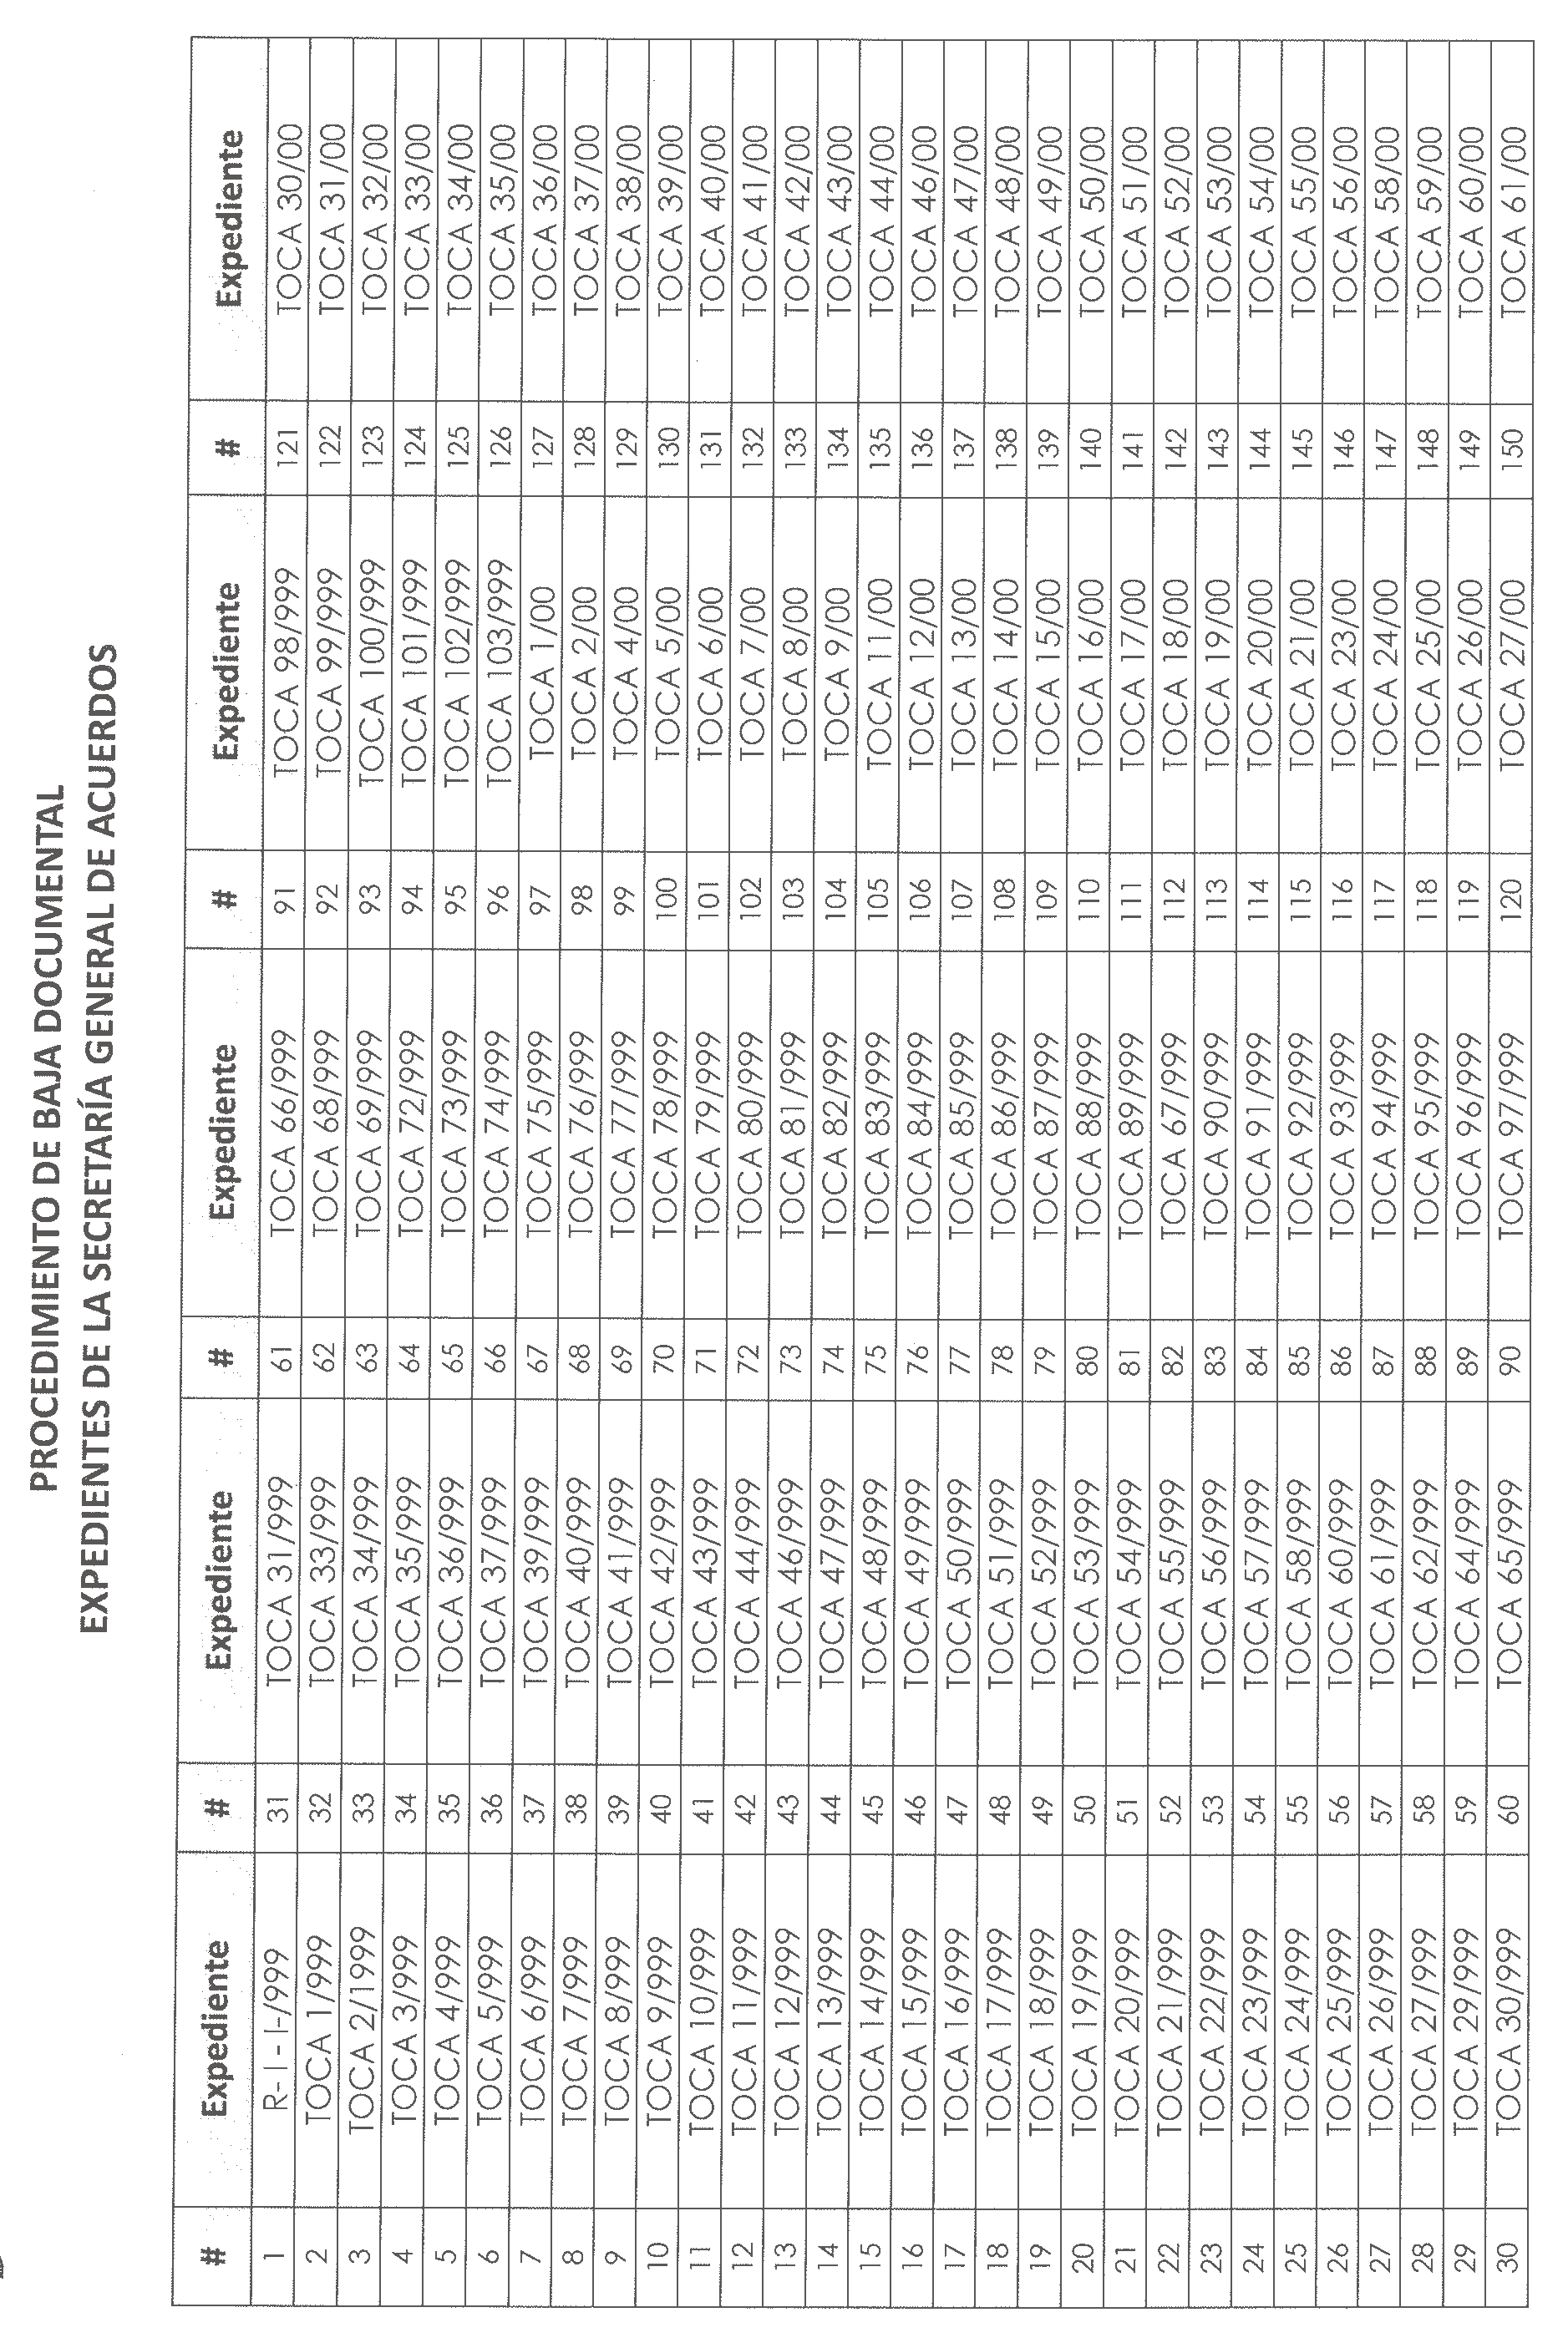 PROCEDIMIENTO DE BAJA DOCUMENTAL
EXPEDIENTES DE LA SECRETARÍA GENERAL DE ACUERDOS
# Expediente # Expediente # Expediente # Expediente # Expediente
1 R- I - I-/999 31 TOCA 31/999 61 TOCA 66/999 91 TOCA 98/999 121 TOCA 30/00
2 TOCA 1/999 32 TOCA 33/999 62 TOCA 68/999 92 TOCA 99/999 122 TOCA 31/00
3 TOCA 2/1999 33 TOCA 34/999 63 TOCA 69/999 93 TOCA 100/999 123 TOCA 32/00
4 TOCA 3/999 34 TOCA 35/999 64 TOCA 72/999 94 TOCA 101/999 124 TOCA 33/00
5 TOCA 4/999 35 TOCA 36/999 65 TOCA 73/999 95 TOCA 102/999 125 TOCA 34/00
6 TOCA 5/999 36 TOCA 37/999 66 TOCA 74/999 96 TOCA 103/999 126 TOCA 35/00
7 TOCA 6/999 37 TOCA 39/999 67 TOCA 75/999 97 TOCA 1/00 127 TOCA 36/00
8 TOCA 7/999 38 TOCA 40/999 68 TOCA 76/999 98 TOCA 2/00 128 TOCA 37/00
9 TOCA 8/999 39 TOCA 41/999 69 TOCA 77/999 99 TOCA 4/00 129 TOCA 38/00
10 TOCA 9/999 40 TOCA 42/999 70 TOCA 78/999 100 TOCA 5/00 130 TOCA 39/00
11 TOCA 10/999 41 TOCA 43/999 71 TOCA 79/999 101 TOCA 6/00 131 TOCA 40/00
12 TOCA 11/999 42 TOCA 44/999 72 TOCA 80/999 102 TOCA 7/00 132 TOCA 41/00
13 TOCA 12/999 43 TOCA 46/999 73 TOCA 81/999 103 TOCA 8/00 133 TOCA 42/00
14 TOCA 13/999 44 TOCA 47/999 74 TOCA 82/999 104 TOCA 9/00 134 TOCA 43/00
15 TOCA 14/999 45 TOCA 48/999 75 TOCA 83/999 105 TOCA 11/00 135 TOCA 44/00
16 TOCA 15/999 46 TOCA 49/999 76 TOCA 84/999 106 TOCA 12/00 136 TOCA 46/00
17 TOCA 16/999 47 TOCA 50/999 77 TOCA 85/999 107 TOCA 13/00 137 TOCA 47/00
18 TOCA 17/999 48 TOCA 51/999 78 TOCA 86/999 108 TOCA 14/00 138 TOCA 48/00
19 TOCA 18/999 49 TOCA 52/999 79 TOCA 87/999 109 TOCA 15/00 139 TOCA 49/00
20 TOCA 19/999 50 TOCA 53/999 80 TOCA 88/999 110 TOCA 16/00 140 TOCA 50/00
21 TOCA 20/999 51 TOCA 54/999 81 TOCA 89/999 111 TOCA 17/00 141 TOCA 51/00
22 TOCA 21/999 52 TOCA 55/999 82 TOCA 67/999 112 TOCA 18/00 142 TOCA 52/00
23 TOCA 22/999 53 TOCA 56/999 83 TOCA 90/999 113 TOCA 19/00 143 TOCA 53/00
24 TOCA 23/999 54 TOCA 57/999 84 TOCA 91/999 114 TOCA 20/00 144 TOCA 54/00
25 TOCA 24/999 55 TOCA 58/999 85 TOCA 92/999 115 TOCA 21/00 145 TOCA 55/00
26 TOCA 25/999 56 TOCA 60/999 86 TOCA 93/999 116 TOCA 23/00 146 TOCA 56/00
27 TOCA 26/999 57 TOCA 61/999 87 TOCA 94/999 117 TOCA 24/00 147 TOCA 58/00
28 TOCA 27/999 58 TOCA 62/999 88 TOCA 95/999 118 TOCA 25/00 148 TOCA 59/00
29 TOCA 29/999 59 TOCA 64/999 89 TOCA 96/999 119 TOCA 26/00 149 TOCA 60/00
30 TOCA 30/999 60 TOCA 65/999 90 TOCA 97/999 120 TOCA 27/00 150 TOCA 61/00